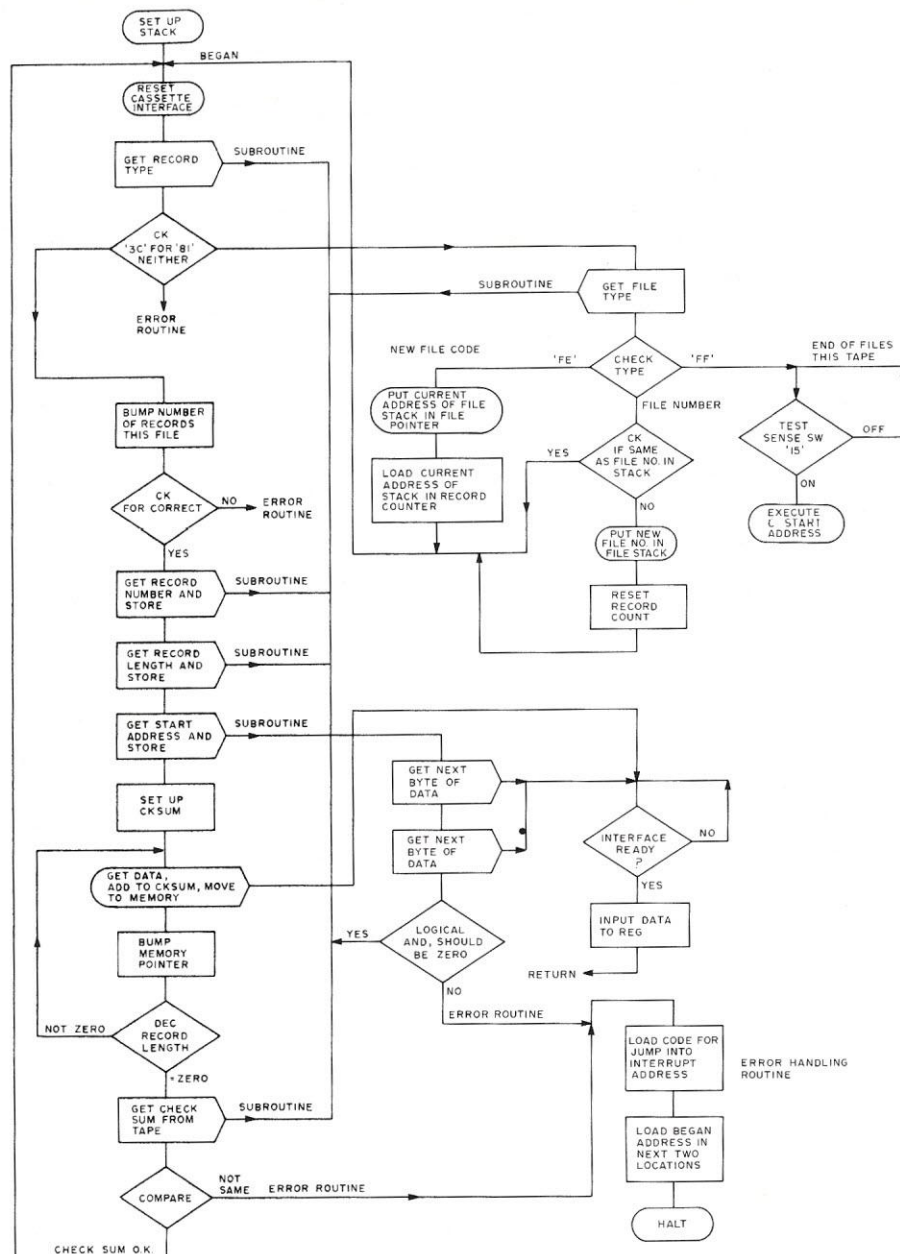 SET UP
STACK
BEGAN
RESET
CASSETTE
INTERFACE
GET RECORD
TYPE
SUBROUTINE
CK
'3C' FOR '81'
NEITHER
ERROR
ROUTINE
SUBROUTINE
GET FILE
TYPE
NEW FILE CODE
'FE'
CHECK
TYPE
'FF'
END OF FILES
THIS TAPE
PUT CURRENT
ADDRESS OF FILE
STACK IN FILE
POINTER
FILE NUMBER
TEST
SENSE SW
'15'
OFF
ON
EXECUTE
C START
ADDRESS
BUMP NUMBER
OF RECORDS
THIS FILE
LOAD CURRENT
ADDRESS OF
STACK IN RECORD
COUNTER
YES
CK
IF SAME
AS FILE NO. IN
STACK
NO
PUT NEW
FILE NO. IN
FILE STACK
RESET
RECORD
COUNT
CK
FOR CORRECT
NO
ERROR
ROUTINE
YES
GET RECORD
NUMBER AND
STORE
SUBROUTINE
GET RECORD
LENGTH AND
STORE
SUBROUTINE
GET START
ADDRESS AND
STORE
SUBROUTINE
SET UP
CKSUM
GET NEXT
BYTE OF
DATA
GET NEXT
BYTE OF
DATA
INTERFACE
READY
?
NO
YES
INPUT DATA
TO REG
RETURN
GET DATA,
ADD TO CKSUM, MOVE
TO MEMORY
YES
LOGICAL
AND, SHOULD
BE ZERO
NO
ERROR ROUTINE
BUMP
MEMORY
POINTER
NOT ZERO
DEC
RECORD
LENGTH
= ZERO
GET CHECK
SUM FROM
TAPE
SUBROUTINE
LOAD CODE FOR
JUMP INTO
INTERRUPT
ADDRESS
ERROR HANDLING
ROUTINE
LOAD BEGAN
ADDRESS IN
NEXT TWO
LOCATIONS
HALT
COMPARE
NOT
SAME
ERROR ROUTINE
CHECK SUM O.K.